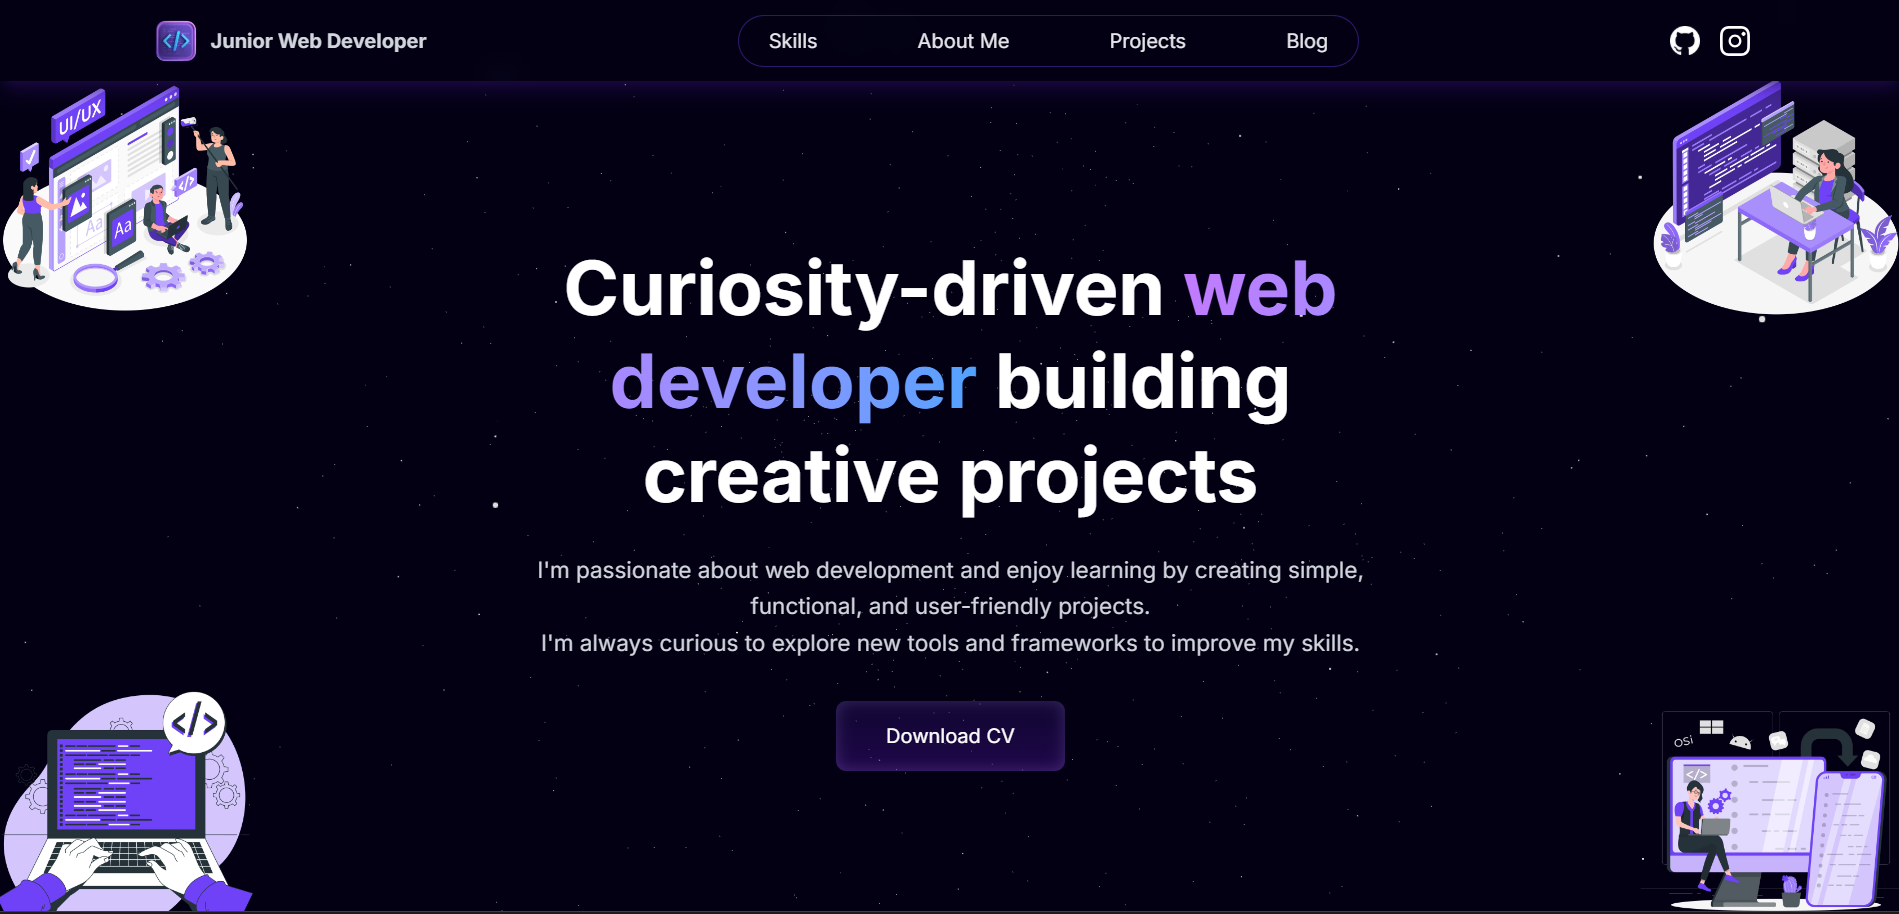 </>
Junior Web Developer
Skills
About Me
Projects
Blog
UI/UX
</>
Aa
Aa
Curiosity-driven web
developer building
creative projects
I'm passionate about web development and enjoy learning by creating simple,
functional, and user-friendly projects.
I'm always curious to explore new tools and frameworks to improve my skills.
Download CV
</>
OSI
</>